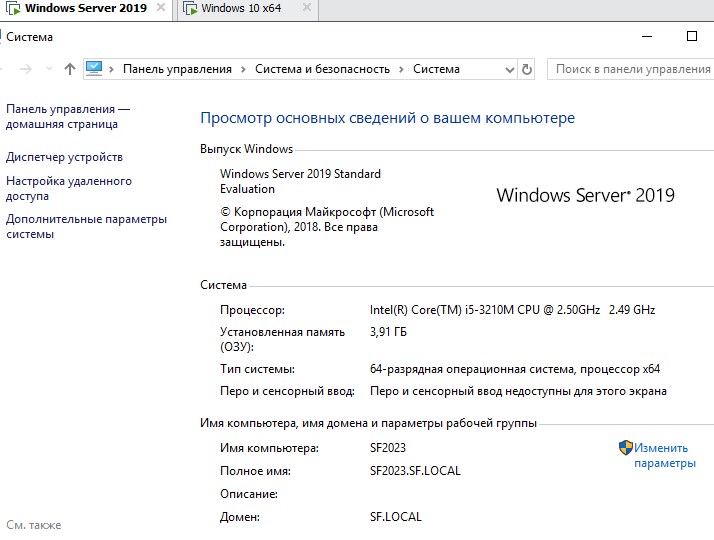 Windows Server 2019
Windows 10 x64
Система
Панель управления
Система и безопасность
Система
Поиск в панели управления
Панель управления —
домашняя страница
Диспетчер устройств
Настройка удаленного
доступа
Дополнительные параметры
системы
Просмотр основных сведений о вашем компьютере
Выпуск Windows
Windows Server 2019 Standard
Evaluation
© Корпорация Майкрософт (Microsoft
Corporation), 2018. Все права
защищены.
Windows Server® 2019
Система
Процессор: Intel(R) Core(TM) i5-3210M CPU @ 2.50GHz 2.49 GHz
Установленная память 3,91 ГБ
(ОЗУ):
Тип системы: 64-разрядная операционная система, процессор x64
Перо и сенсорный ввод: Перо и сенсорный ввод недоступны для этого экрана
Имя компьютера, имя домена и параметры рабочей группы
Имя компьютера: SF2023
Изменить
параметры
Полное имя: SF2023.SF.LOCAL
Описание:
Домен: SF.LOCAL
См. также